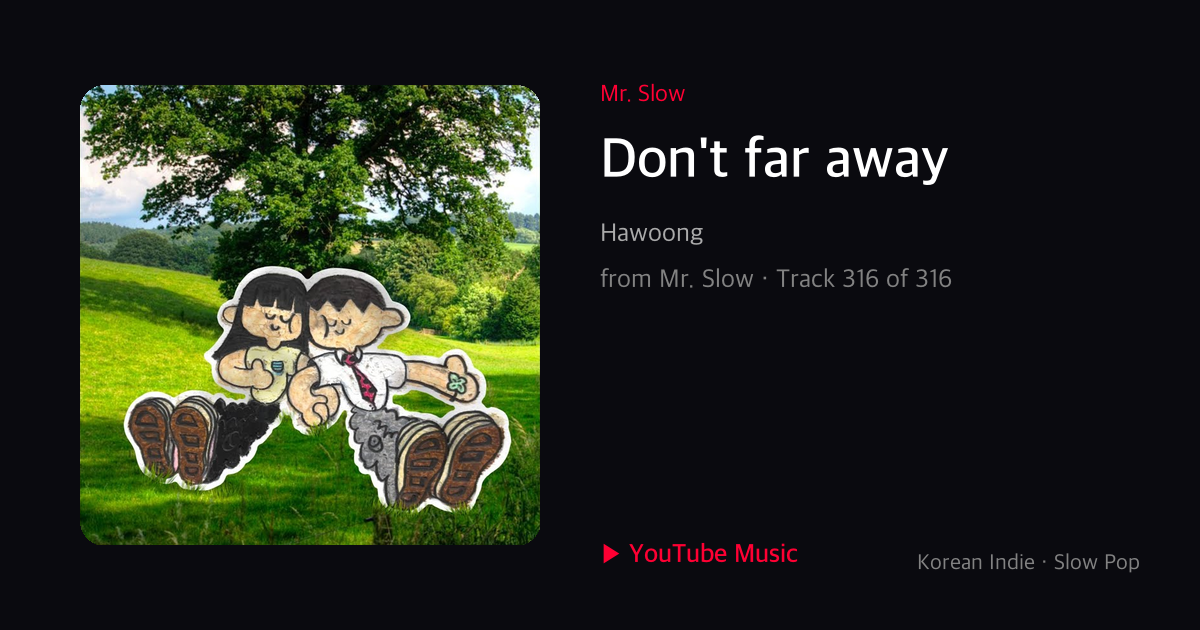 Mr. Slow
Don't far away
Hawoong
from Mr. Slow · Track 316 of 316
YouTube Music
Korean Indie · Slow Pop